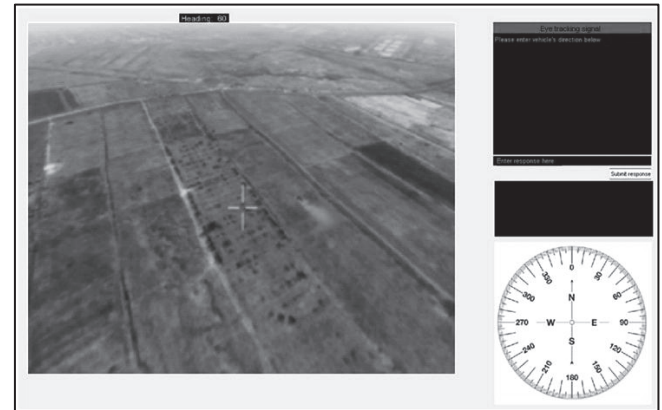 Heading: 60
Eye tracking signal
Please enter vehicle's direction below
Enter response here
Submit response
0
30
60
90
120
150
180
210
240
270
300
330
N
E
S
W